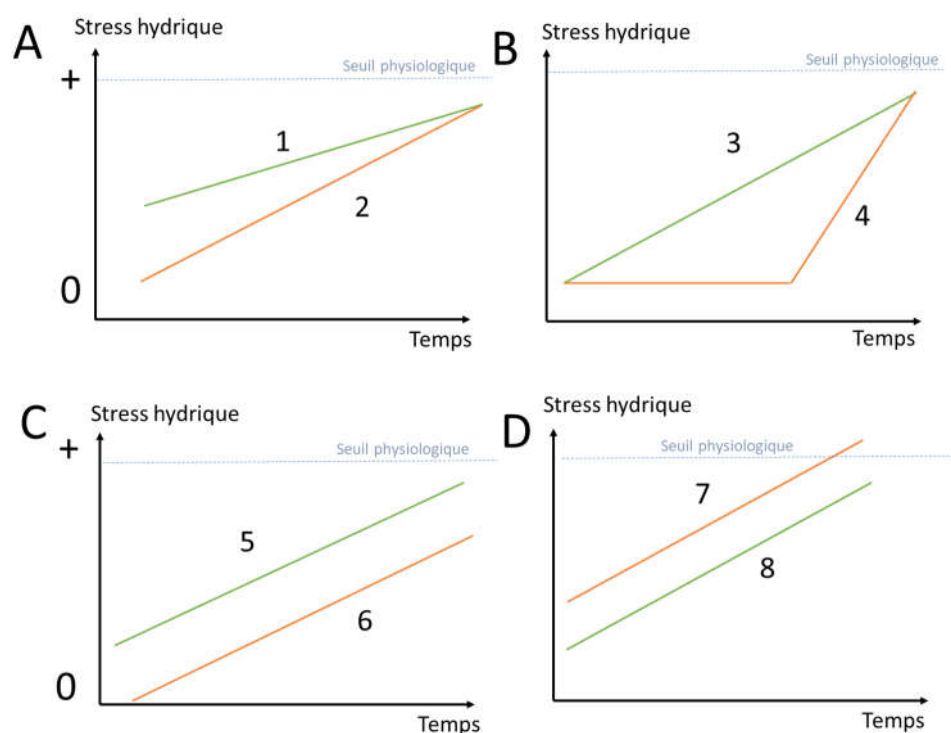 A
Stress hydrique
+
Seuil physiologique
1
2
0
Temps
B
Stress hydrique
Seuil physiologique
3
4
Temps
C
Stress hydrique
+
Seuil physiologique
5
6
0
Temps
D
Stress hydrique
Seuil physiologique
7
8
Temps